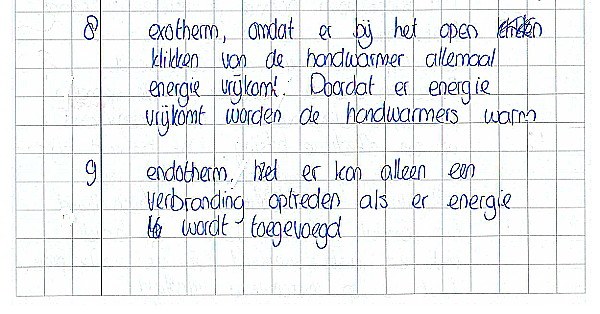 8 exotherm, omdat er bij het open
klikken van de handwarmer allemaal
energie vrijkomt. Doordat er energie
vrijkomt worden de handwarmers warm
9 endotherm, het er kan alleen een
verbranding optreden als er energie
wordt toegevoegd